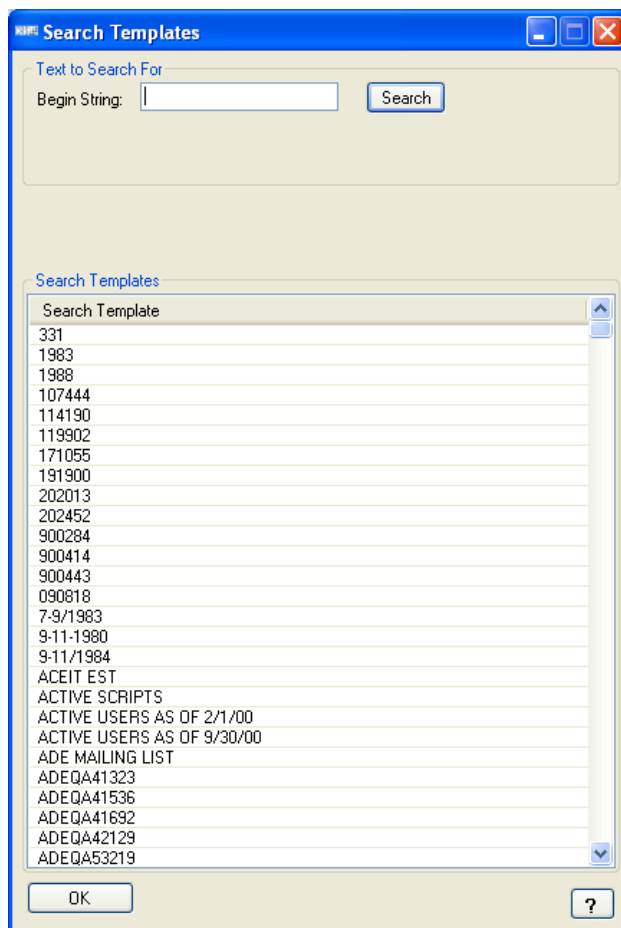 Search Templates
Text to Search For
Begin String:
Search
Search Templates
Search Template
331
1983
1988
107444
114190
119902
171055
191900
202013
202452
900284
900414
900443
090818
7-9/1983
9-11-1980
9-11/1984
ACEIT EST
ACTIVE SCRIPTS
ACTIVE USERS AS OF 2/1/00
ACTIVE USERS AS OF 9/30/00
ADE MAILING LIST
ADEQA41323
ADEQA41536
ADEQA41692
ADEQA42129
ADEQA53219
OK
?